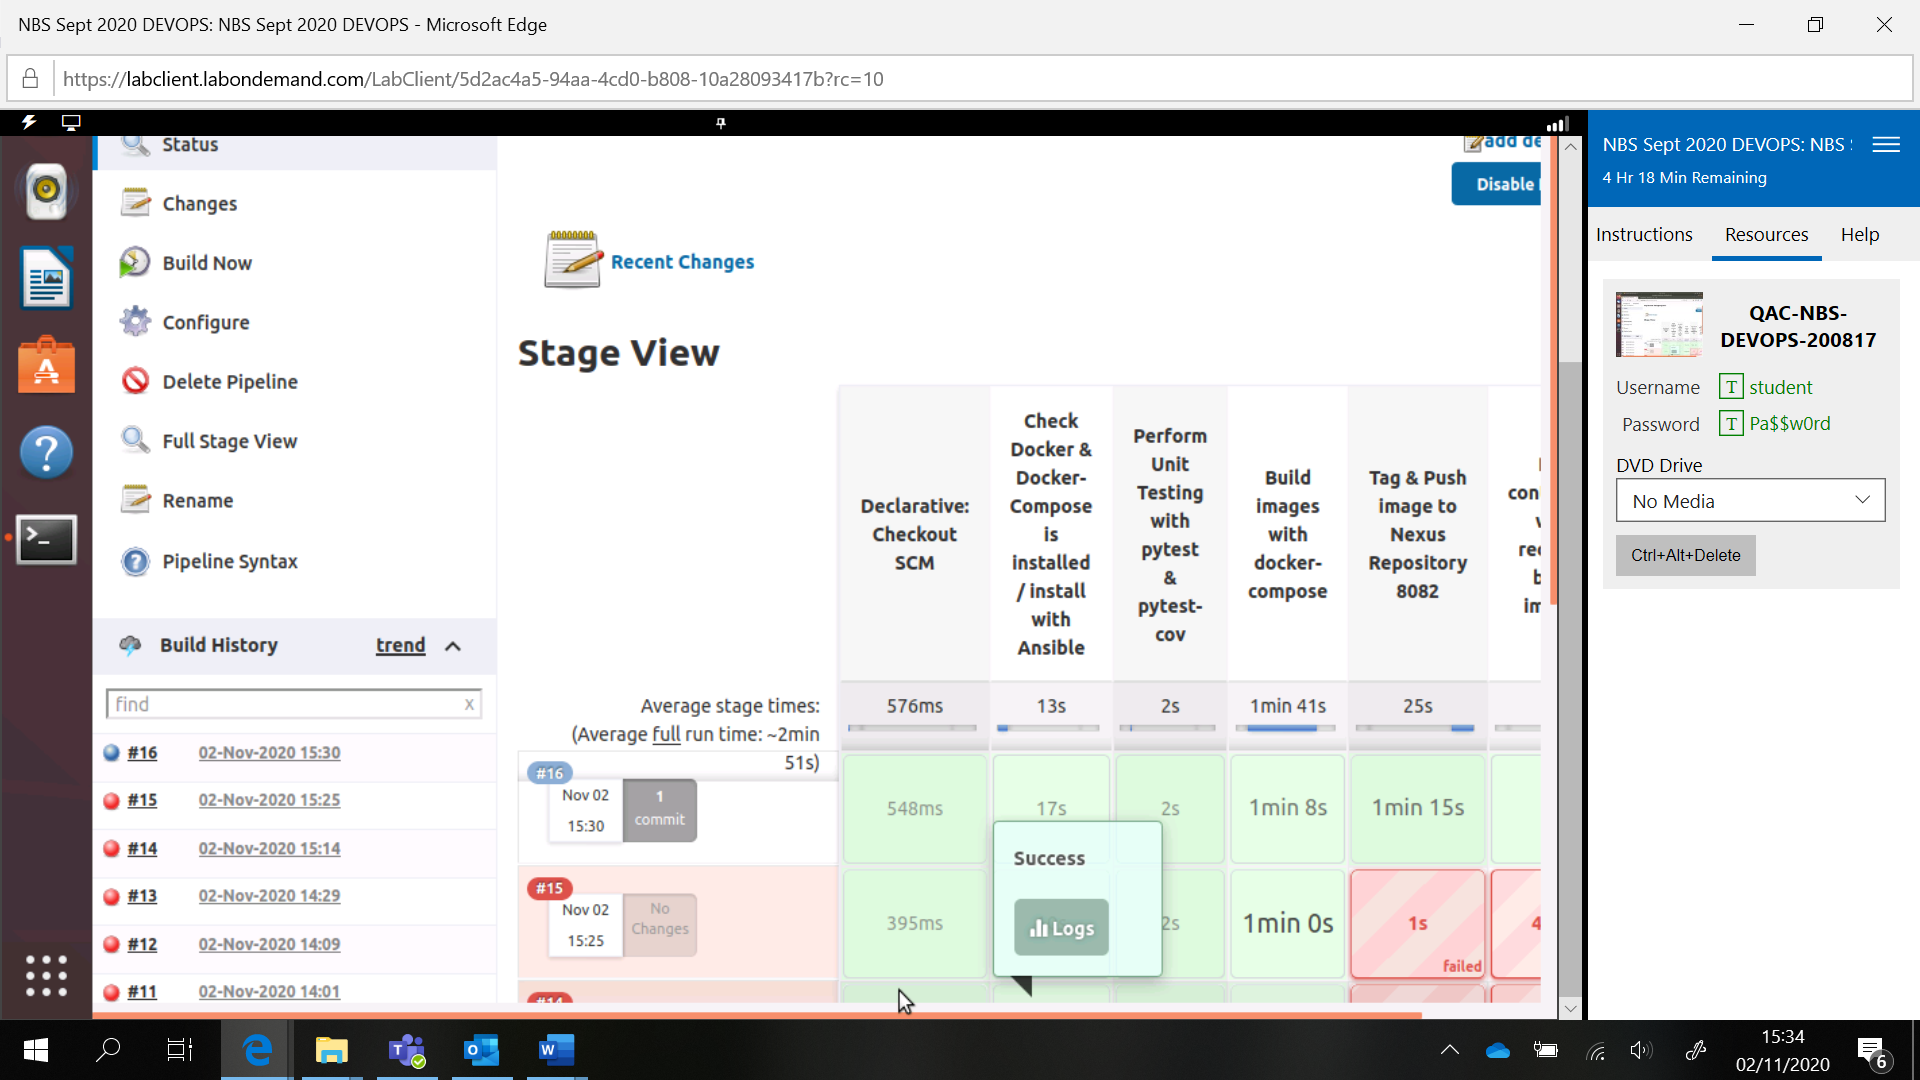 NBS Sept 2020 DEVOPS: NBS Sept 2020 DEVOPS - Microsoft Edge
https://labclient.labondemand.com/LabClient/5d2ac4a5-94aa-4cd0-b808-10a28093417b?rc=10
Status
Changes
Build Now
Configure
Delete Pipeline
Full Stage View
Rename
Pipeline Syntax
Build History
trend
find
x
#16 02-Nov-2020 15:30
#15 02-Nov-2020 15:25
#14 02-Nov-2020 15:14
#13 02-Nov-2020 14:29
#12 02-Nov-2020 14:09
#11 02-Nov-2020 14:01
add de
Disable
Recent Changes
Stage View
Declarative:
Checkout
SCM
Check
Docker &
Docker-
Compose
is
installed
/ install
with
Ansible
Perform
Unit
Testing
with
pytest
&
pytest-
cov
Build
images
with
docker-
compose
Tag & Push
image to
Nexus
Repository
8082
con
rec
im
Average stage times:
(Average full run time: ~2min
51s)
576ms
13s
2s
1min 41s
25s
#16
Nov 02
15:30
1
commit
548ms
17s
2s
1min 8s
1min 15s
#15
Nov 02
15:25
No
Changes
395ms
2s
1min 0s
1s
failed
4
Success
Logs
#14
NBS Sept 2020 DEVOPS: NBS
4 Hr 18 Min Remaining
Instructions
Resources
Help
QAC-NBS-
DEVOPS-200817
Username T student
Password T Pa$$w0rd
DVD Drive
No Media
Ctrl+Alt+Delete
15:34
02/11/2020
6